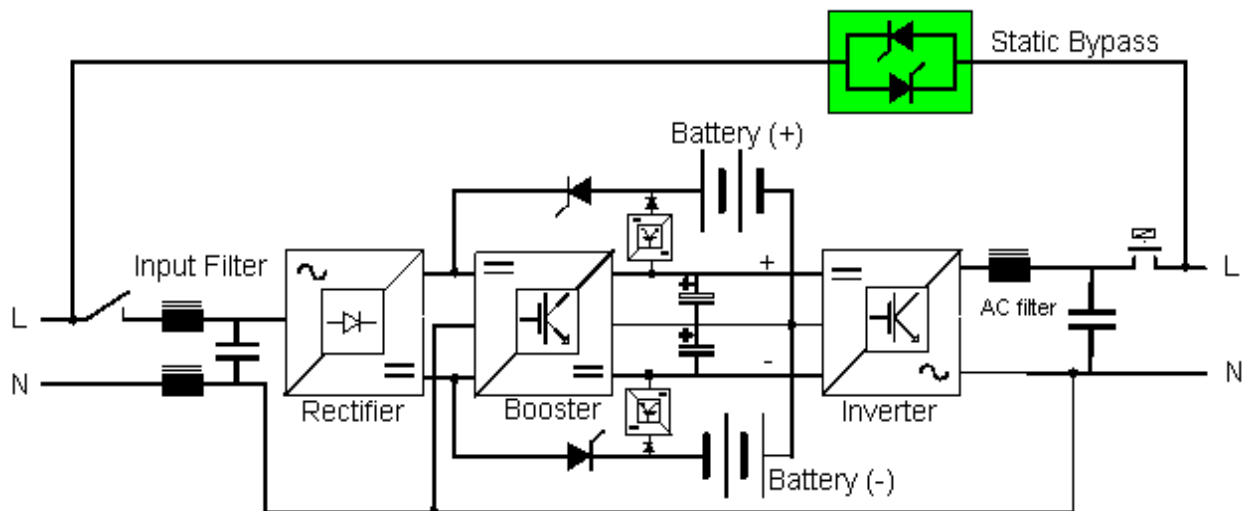 Static Bypass
Battery (+)
Input Filter
+
L
L
AC filter
N
-
N
Rectifier
Booster
Inverter
Battery (-)